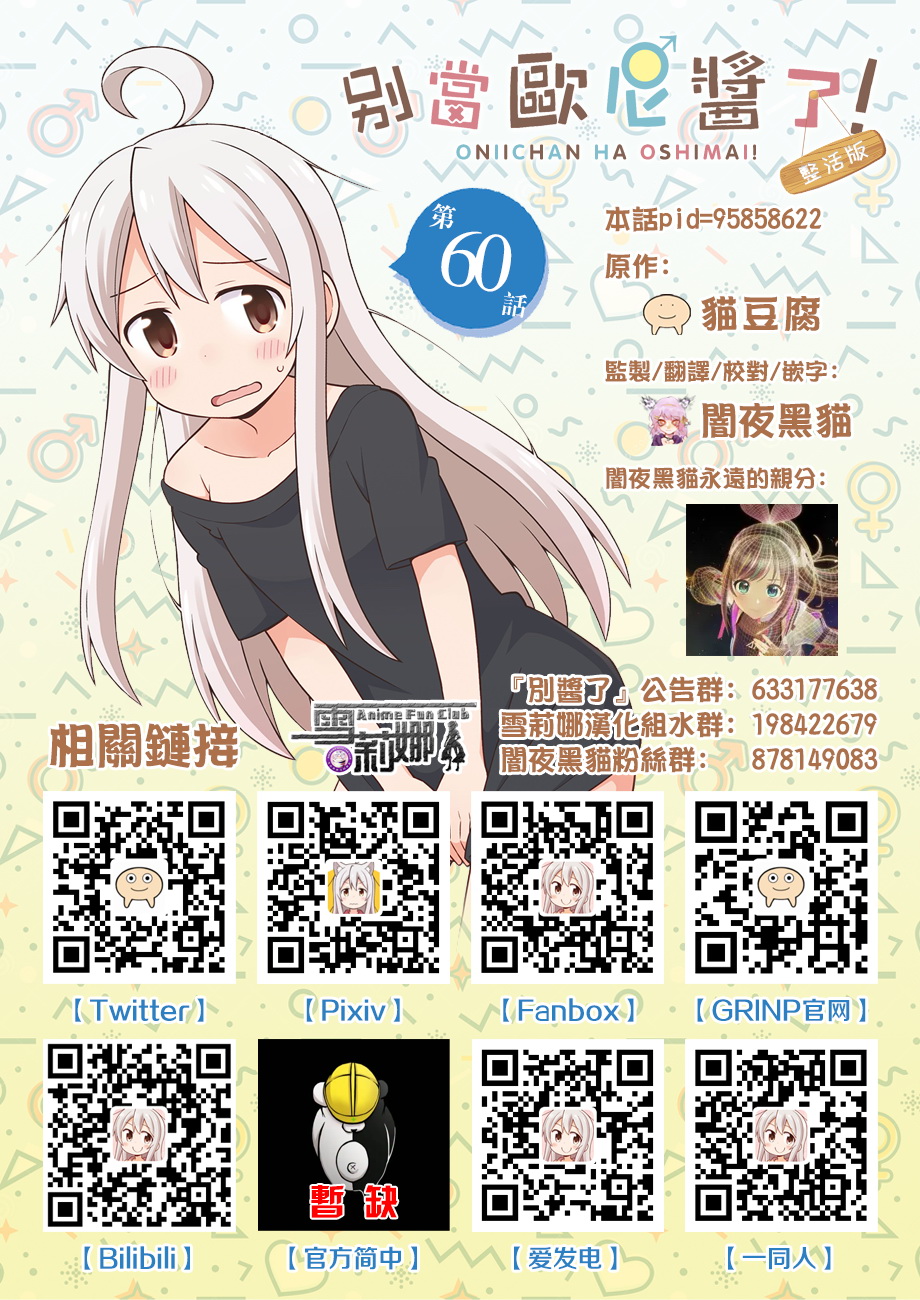 别當歐尼醬了!
ONIICHAN HA OSHIMAI!
整活版
第
60
話
本話pid=95858622
原作：
貓豆腐
監製/翻譯/校對/嵌字：
闇夜黑貓
闇夜黑貓永遠的親分：
『別醬了』公告群：633177638
雪莉娜漢化組水群：198422679
闇夜黑貓粉絲群：878149083
相關鏈接
Anime Fan Club
雪莉娜
【Twitter】
【Pixiv】
【Fanbox】
【GRINP官网】
暫缺
【Bilibili】
【官方简中】
【爱发电】
【一同人】